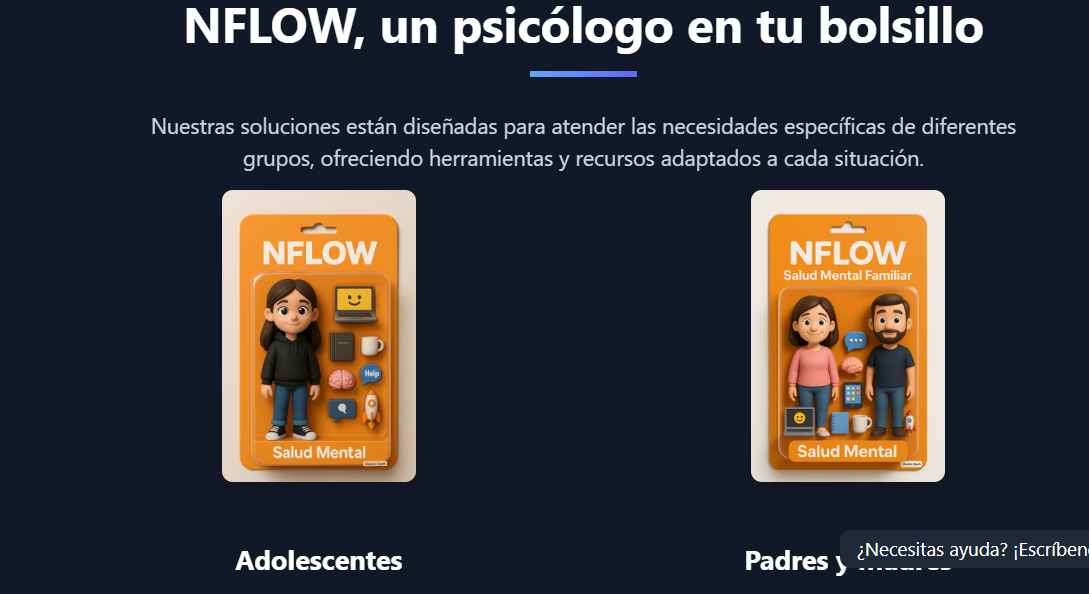 NFLOW, un psicólogo en tu bolsillo
Nuestras soluciones están diseñadas para atender las necesidades específicas de diferentes
grupos, ofreciendo herramientas y recursos adaptados a cada situación.
NFLOW
Help
Salud Mental
NFLOW
Salud Mental Familiar
Salud Mental
Adolescentes
Padres y Madres
¿Necesitas ayuda? ¡Escríben